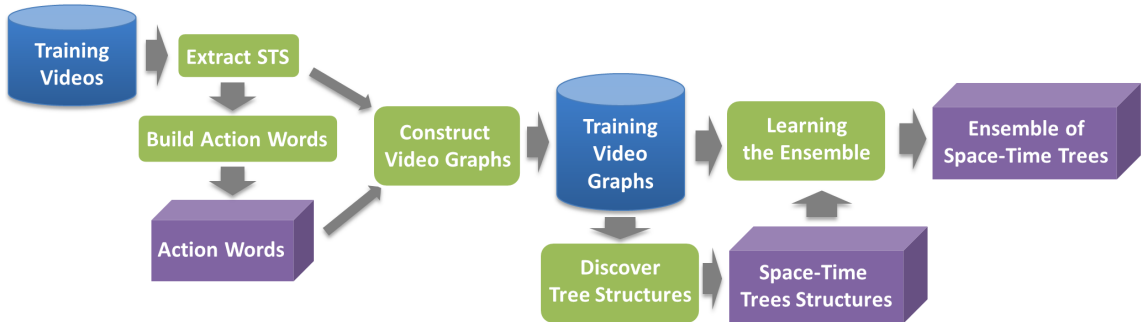 Training
Videos
Extract STS
Build Action Words
Action Words
Construct
Video Graphs
Training
Video
Graphs
Discover
Tree Structures
Space-Time
Trees Structures
Learning
the Ensemble
Ensemble of
Space-Time Trees